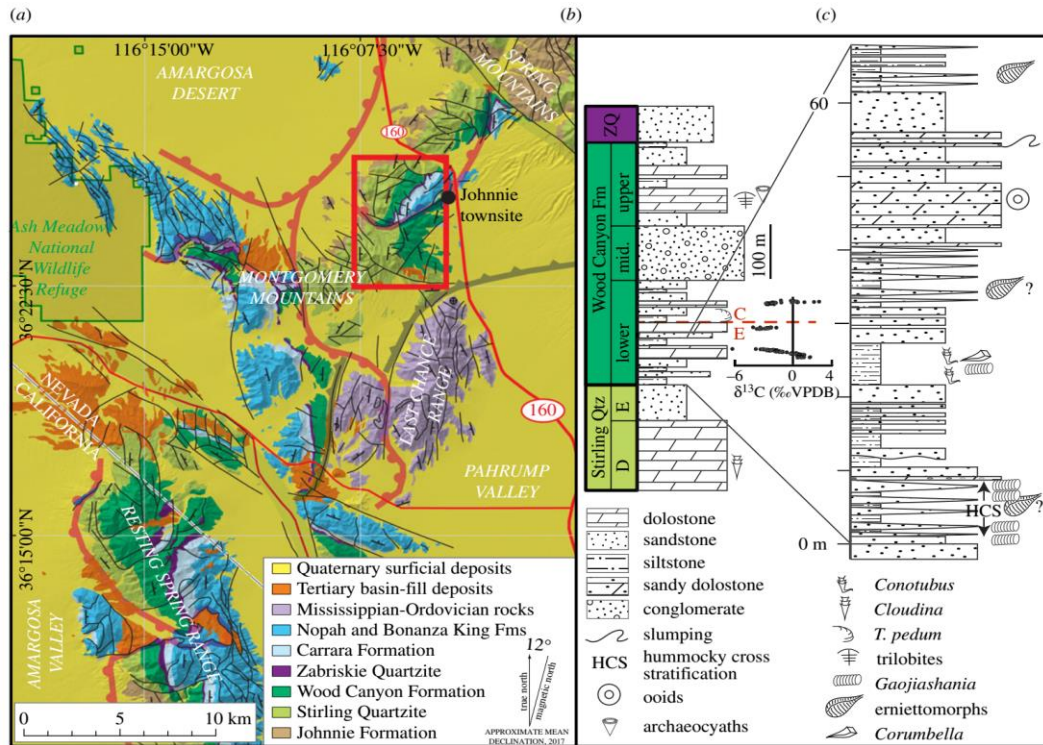 (a)
(b)
(c)
116°15'00"W
116°07'30"W
AMARGOSA
DESERT
SPRING
MOUNTAINS
160
Johnnie
townsite
Ash Meadow
National
Wildlife
Refuge
MONTGOMERY
MOUNTAINS
36°22'30"N
LAST CHANCE
RANGE
NEVADA
CALIFORNIA
160
PAHRUMP
VALLEY
36°15'00"N
RESTING SPRING RANGE
AMARGOSA
VALLEY
Quaternary surficial deposits
Tertiary basin-fill deposits
Mississippian-Ordovician rocks
Nopah and Bonanza King Fms
Carrara Formation
Zabriskie Quartzite
Wood Canyon Formation
Stirling Quartzite
Johnnie Formation
12°
true north
magnetic north
APPROXIMATE MEAN
DECLINATION, 2017
0 5 10 km
ZQ
Wood Canyon Fm
upper
mid.
lower
Stirling Qtz
E
D
100 m
C
E
−6 0 4
δ13C (‰VPDB)
dolostone
sandstone
siltstone
sandy dolostone
conglomerate
slumping
HCS hummocky cross
stratification
ooids
archaeocyaths
60
?
HCS
?
0 m
Conotubus
Cloudina
T. pedum
trilobites
Gaojiashania
erniettomorphs
Corumbella